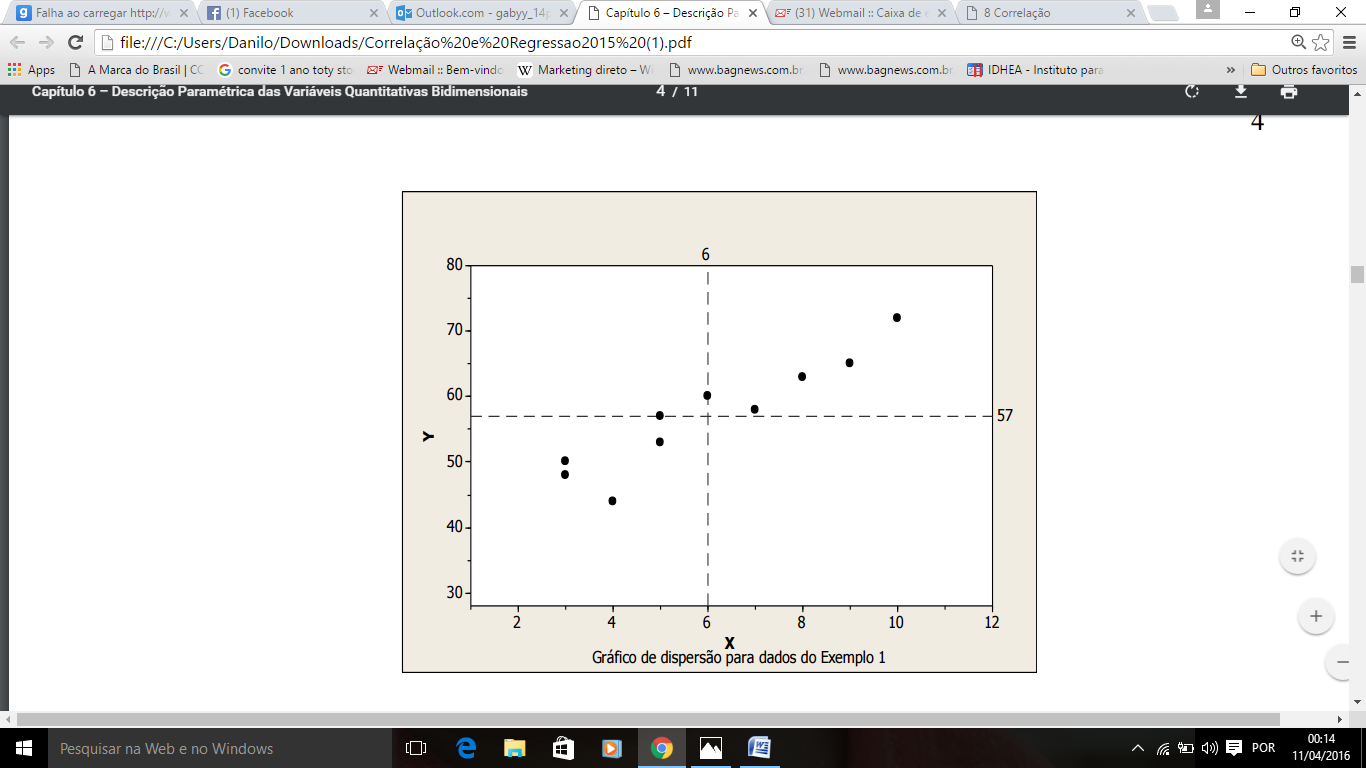 Falha ao carregar http://w
(1) Facebook
Outlook.com - gabyy_14p
Capítulo 6 – Descrição Pa
(31) Webmail :: Caixa de e
8 Correlação
file:///C:/Users/Danilo/Downloads/Correlação%20e%20Regressao2015%20(1).pdf
Apps
A Marca do Brasil | CC
convite 1 ano toty sto
Webmail :: Bem-vindo
Marketing direto – W
www.bagnews.com.br
www.bagnews.com.br
IDHEA - Instituto para
»
Outros favoritos
Capítulo 6 – Descrição Paramétrica das Variáveis Quantitativas Bidimensionais
4 / 11
4
6
80
70
60
57
Y
50
40
30
2 4 6 8 10 12
X
Gráfico de dispersão para dados do Exemplo 1
Pesquisar na Web e no Windows
POR
00:14
11/04/2016